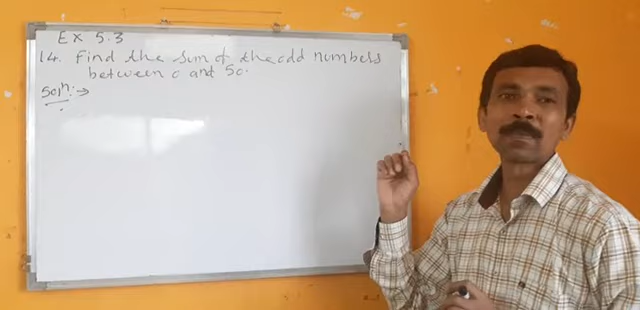 Ex 5.3
14. Find the sum of the odd numbers
between 0 and 50.
Soln:→